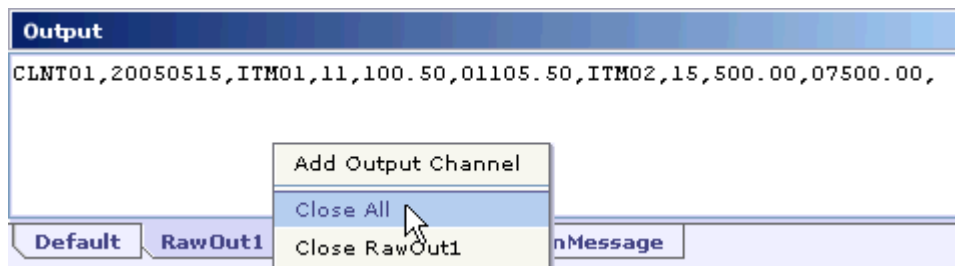 Output
CLNT01,20050515,ITM01,11,100.50,01105.50,ITM02,15,500.00,07500.00,
Add Output Channel
Close All
Close RawOut1
Default RawOut1 nMessage